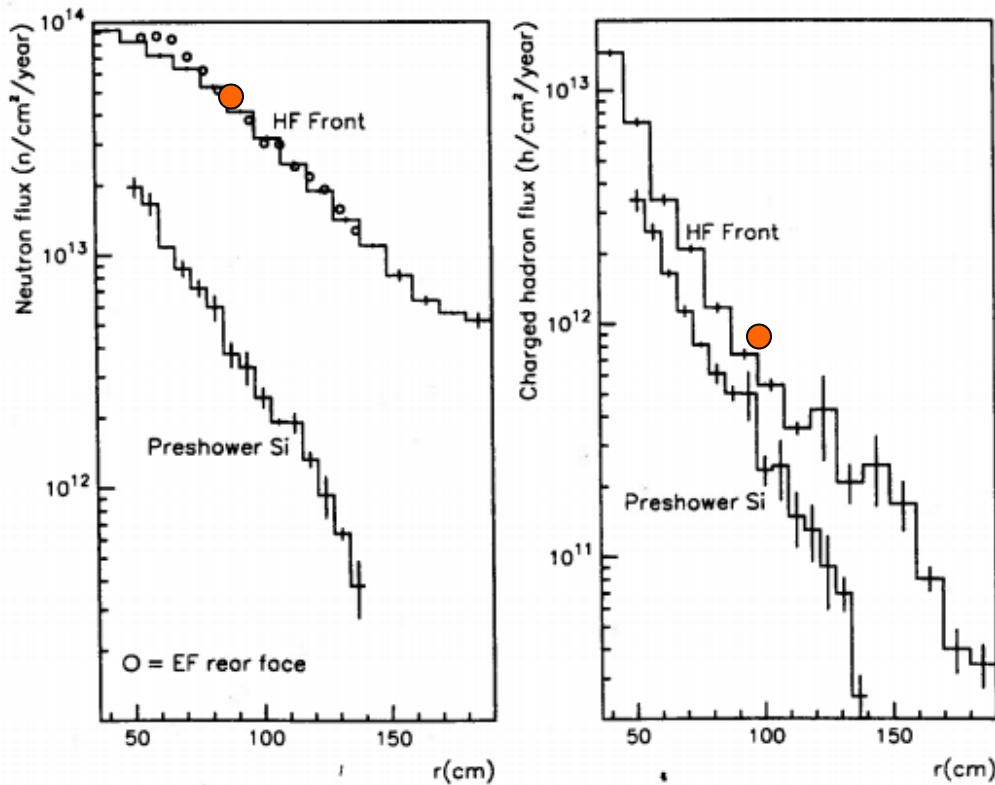 Neutron flux (n/cm²/year)
10¹⁴
10¹³
10¹²
HF Front
Preshower Si
O = EF rear face
50
100
150
r(cm)
Charged hadron flux (h/cm²/year)
10¹³
10¹²
10¹¹
HF Front
Preshower Si
50
100
150
r(cm)